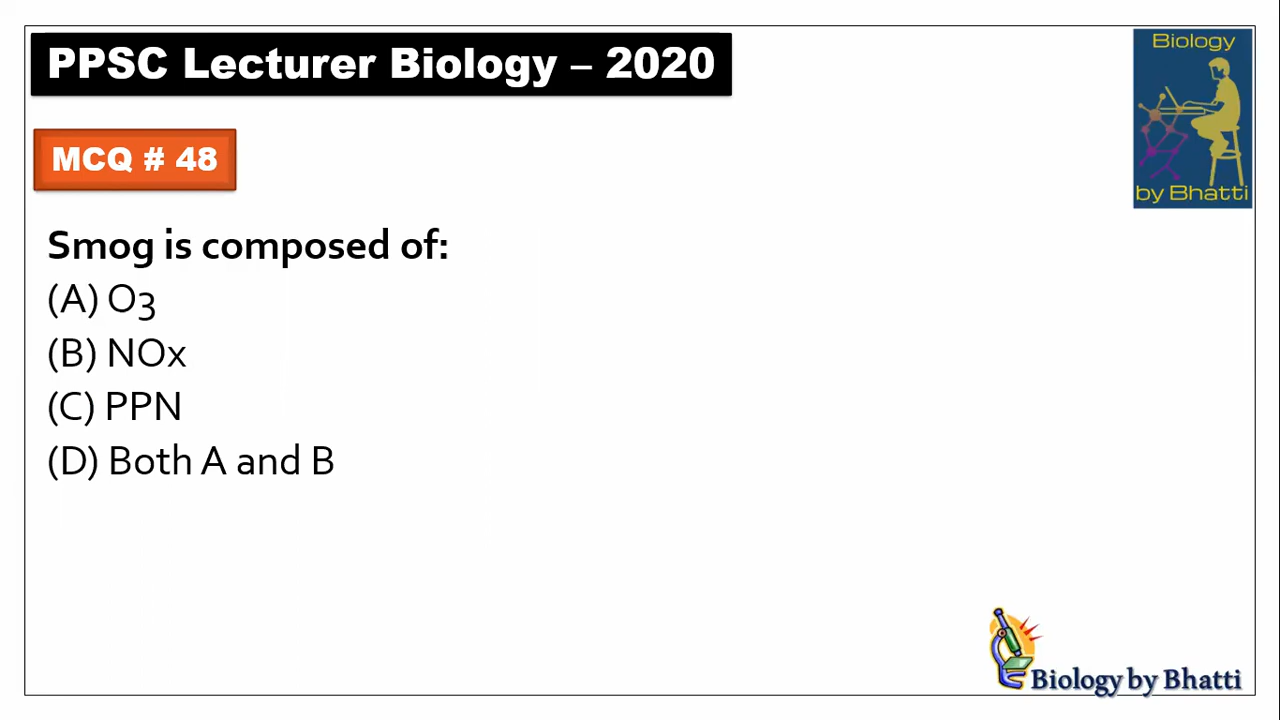 PPSC Lecturer Biology – 2020
Biology
by Bhatti
MCQ # 48
Smog is composed of:
(A) O3
(B) NOx
(C) PPN
(D) Both A and B
Biology by Bhatti